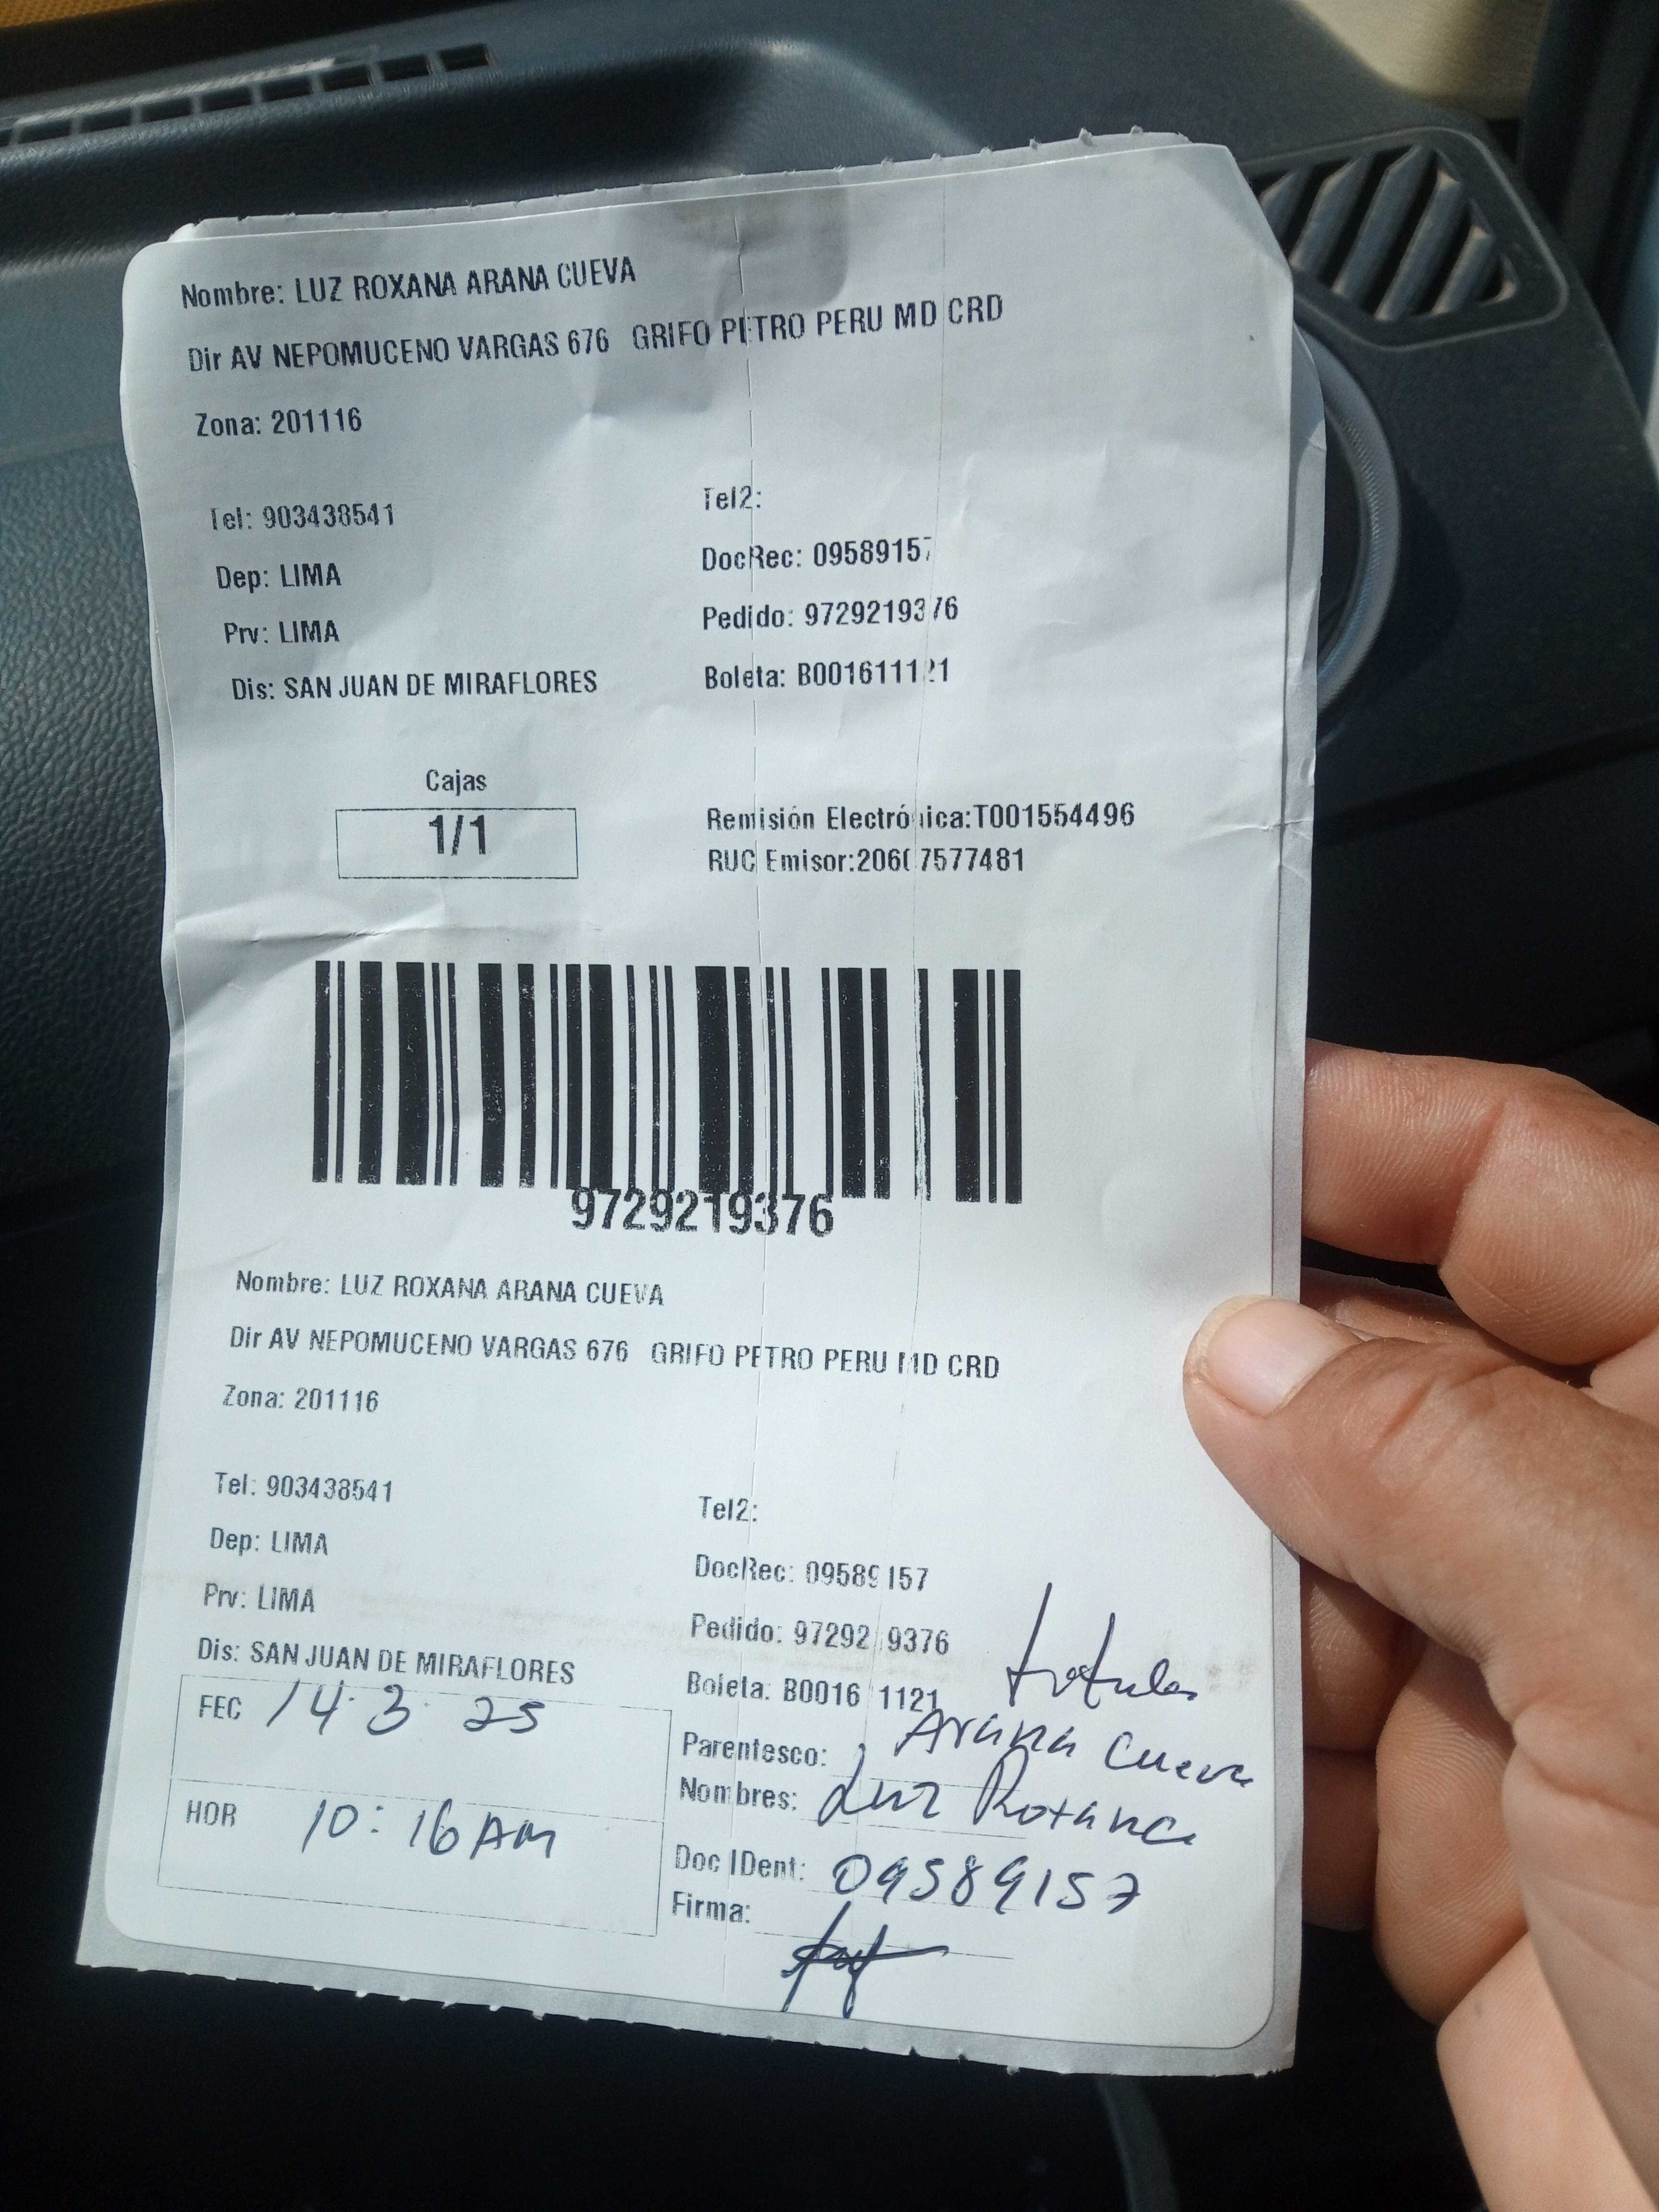 Nombre: LUZ ROXANA ARANA CUEVA
Dir AV NEPOMUCENO VARGAS 676 GRIFO PETRO PERU MD CRD
Zona: 201116
Tel: 903438541
Tel2:
Dep: LIMA
DocRec: 09589157
Prv: LIMA
Pedido: 9729219376
Dis: SAN JUAN DE MIRAFLORES
Boleta: B001611121
Cajas
1/1
Remisión Electrónica:T001554496
RUC Emisor:20607577481
9729219376
Nombre: LUZ ROXANA ARANA CUEVA
Dir AV NEPOMUCENO VARGAS 676 GRIFO PETRO PERU MD CRD
Zona: 201116
Tel: 903438541
Tel2:
Dep: LIMA
DocRec: 09589157
Prv: LIMA
Pedido: 9729219376
Dis: SAN JUAN DE MIRAFLORES
Boleta: B001611121
FEC 14.3.25
Parentesco: Arana Cueva
Nombres: Luz Roxana
HOR 10:16 AM
Doc IDent: 09589157
Firma: